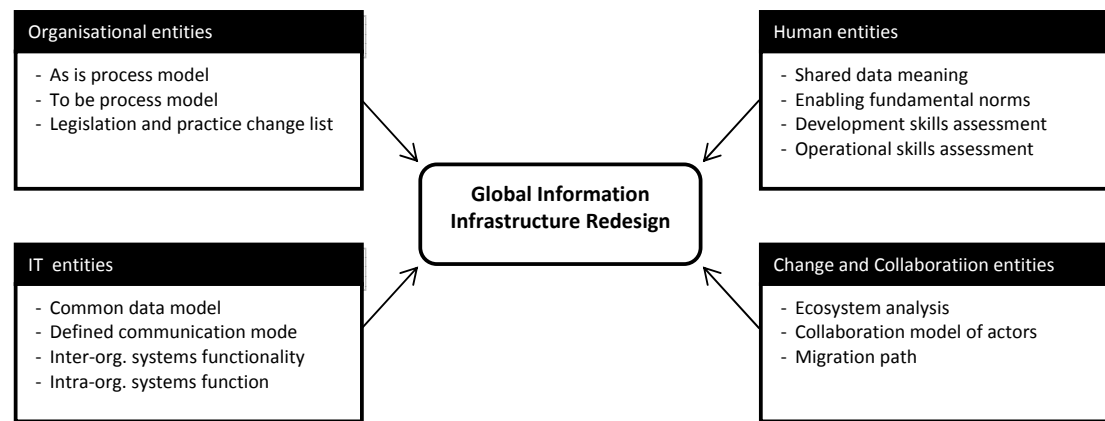 Organisational entities
- As is process model
- To be process model
- Legislation and practice change list
Human entities
- Shared data meaning
- Enabling fundamental norms
- Development skills assessment
- Operational skills assessment
Global Information
Infrastructure Redesign
IT entities
- Common data model
- Defined communication mode
- Inter-org. systems functionality
- Intra-org. systems function
Change and Collaboratiion entities
- Ecosystem analysis
- Collaboration model of actors
- Migration path